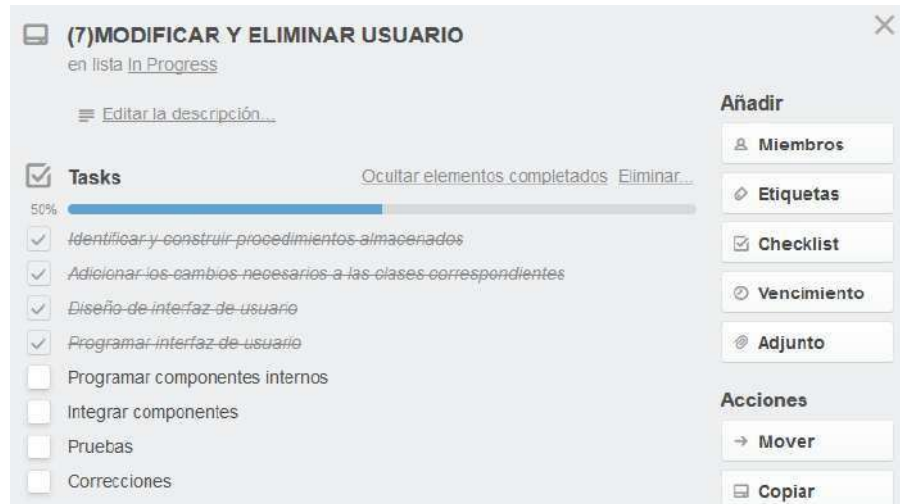 (7)MODIFICAR Y ELIMINAR USUARIO
en lista In Progress
Editar la descripción...
Tasks
Ocultar elementos completados Eliminar...
50%
Identificar y construir procedimientos almacenados
Adicionar los cambios necesarios a las clases correspondientes
Diseño de interfaz de usuario
Programar interfaz de usuario
Programar componentes internos
Integrar componentes
Pruebas
Correcciones
Añadir
Miembros
Etiquetas
Checklist
Vencimiento
Adjunto
Acciones
Mover
Copiar